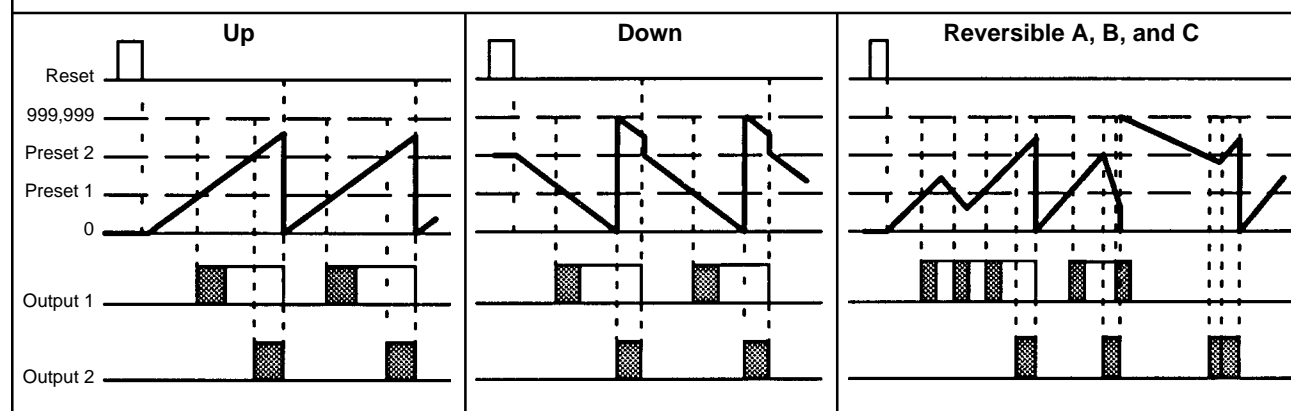 Up
Down
Reversible A, B, and C
Reset
999,999
Preset 2
Preset 1
0
Output 1
Output 2